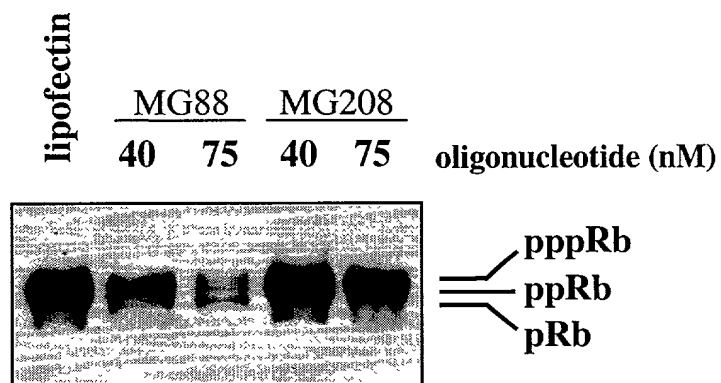 lipofectin
MG88 MG208
40 75 40 75 oligonucleotide (nM)
pppRb
ppRb
pRb